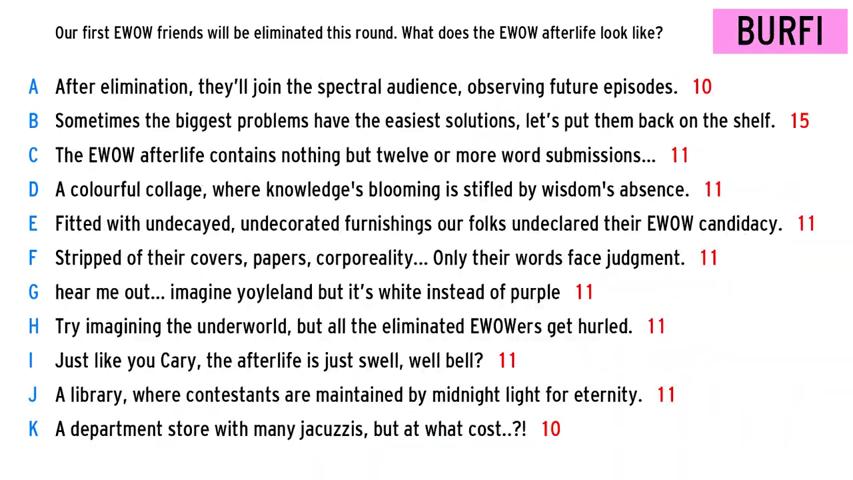 Our first EWOW friends will be eliminated this round. What does the EWOW afterlife look like?
BURFI
A After elimination, they'll join the spectral audience, observing future episodes. 10
B Sometimes the biggest problems have the easiest solutions, let's put them back on the shelf. 15
C The EWOW afterlife contains nothing but twelve or more word submissions... 11
D A colourful collage, where knowledge's blooming is stifled by wisdom's absence. 11
E Fitted with undecayed, undecorated furnishings our folks undeclared their EWOW candidacy. 11
F Stripped of their covers, papers, corporeality... Only their words face judgment. 11
G hear me out... imagine yoyleland but it's white instead of purple 11
H Try imagining the underworld, but all the eliminated EWOWers get hurled. 11
I Just like you Cary, the afterlife is just swell, well bell? 11
J A library, where contestants are maintained by midnight light for eternity. 11
K A department store with many jacuzzis, but at what cost..?! 10